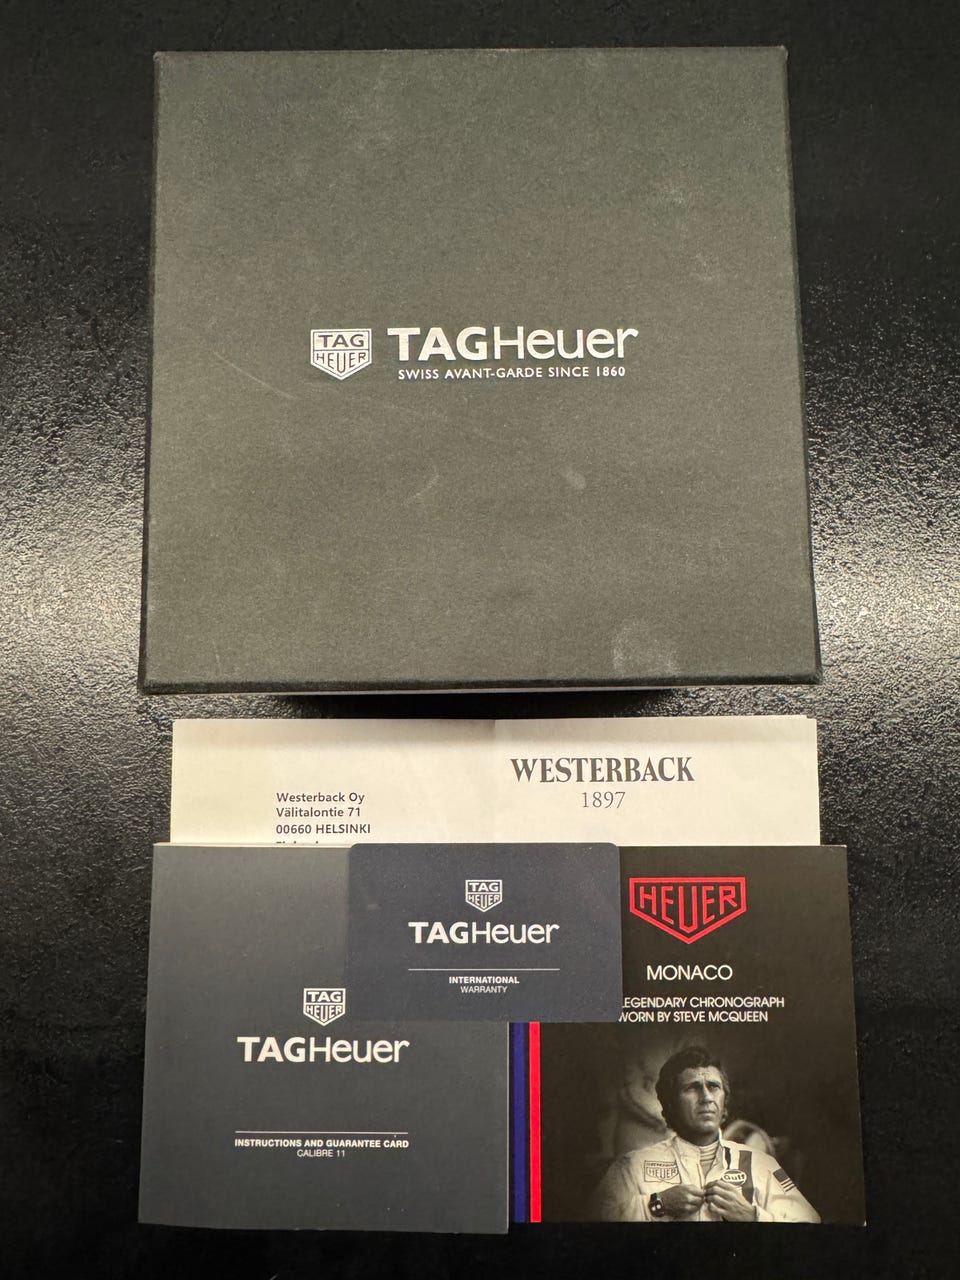 TAG
HEUER
TAGHeuer
SWISS AVANT-GARDE SINCE 1860
WESTERBACK
1897
Westerback Oy
Välitalontie 71
00660 HELSINKI
TAG
HEUER
TAGHeuer
INTERNATIONAL
WARRANTY
TAG
HEUER
TAGHeuer
INSTRUCTIONS AND GUARANTEE CARD
CALIBRE 11
HEUER
MONACO
LEGENDARY CHRONOGRAPH
WORN BY STEVE MCQUEEN
HEUER
Gulf